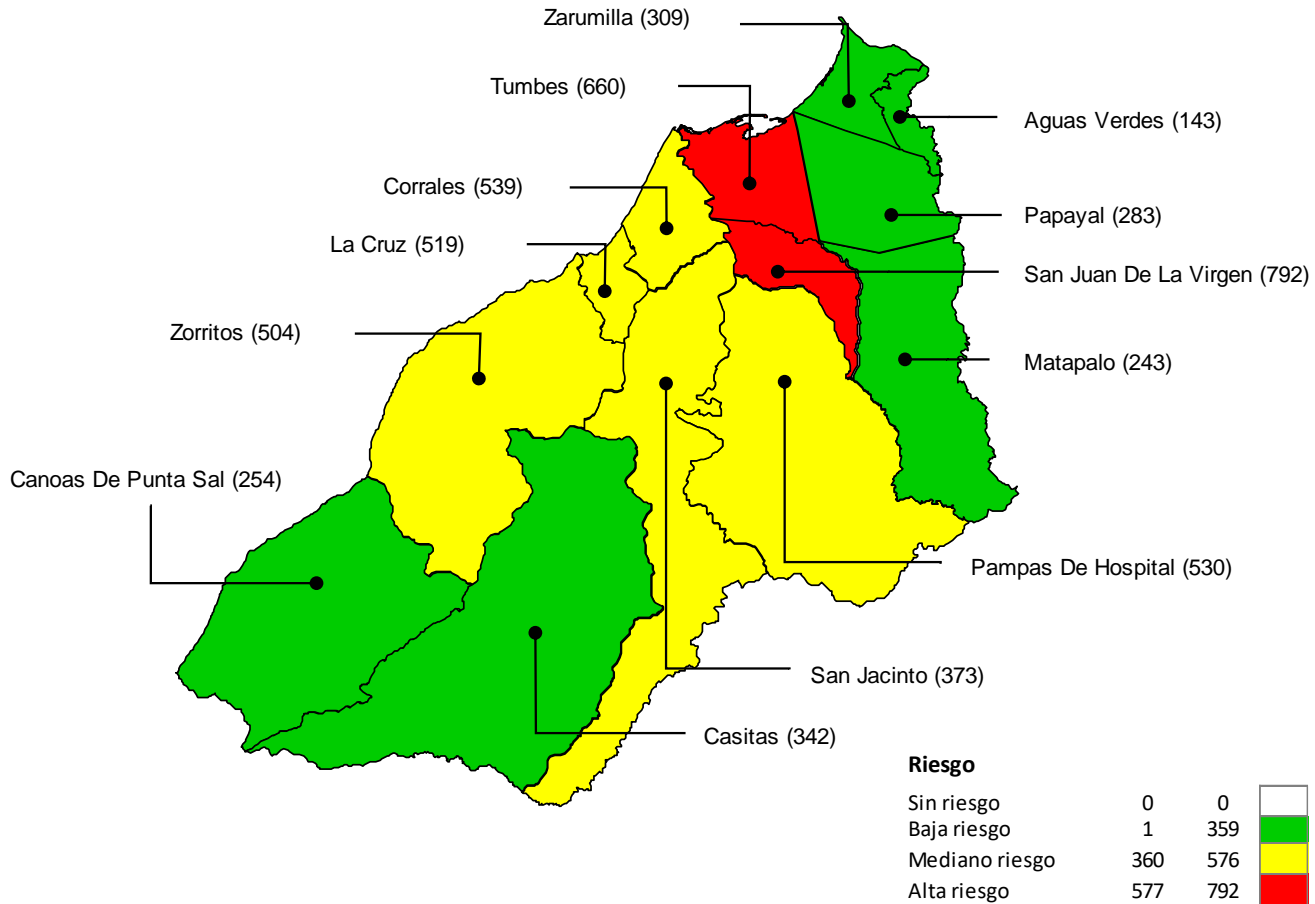 Zarumilla (309)
Tumbes (660)
Aguas Verdes (143)
Corrales (539)
Papayal (283)
La Cruz (519)
San Juan De La Virgen (792)
Zorritos (504)
Matapalo (243)
Canoas De Punta Sal (254)
Pampas De Hospital (530)
San Jacinto (373)
Casitas (342)
Riesgo
Sin riesgo 0 0
Baja riesgo 1 359
Mediano riesgo 360 576
Alta riesgo 577 792